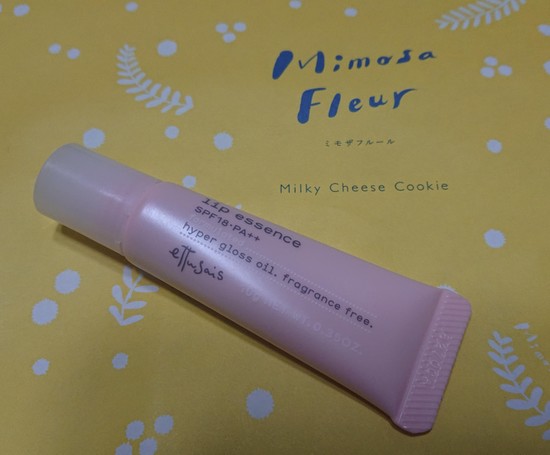 Mimosa
Fleur
ミモザフルール
Milky Cheese Cookie
lip essence
SPF18·PA++
hyper gloss oil. fragrance free.
ettusais